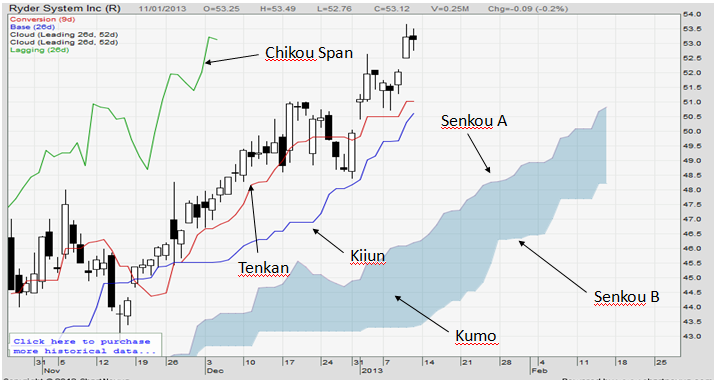 Ryder System Inc (R) 11/01/2013 O=53.25 H=53.49 L=52.76 C=53.12 V=0.25M Chg=-0.09 (-0.2%)
Conversion (9d)
Base (26d)
Cloud (Leading 26d, 52d)
Cloud (Leading 26d, 52d)
Lagging (26d)
Chikou Span
Senkou A
Tenkan
Kijun
Senkou B
Kumo
54.0
53.5
53.0
52.5
52.0
51.5
51.0
50.5
50.0
49.5
49.0
48.5
48.0
47.5
47.0
46.5
46.0
45.5
45.0
44.5
44.0
43.5
43.0
Click here to purchase
more historical data...
31 5 12 19 26 3 10 17 24 31 7 14 22 28 4 11 18 25
Nov Dec 2013 Feb